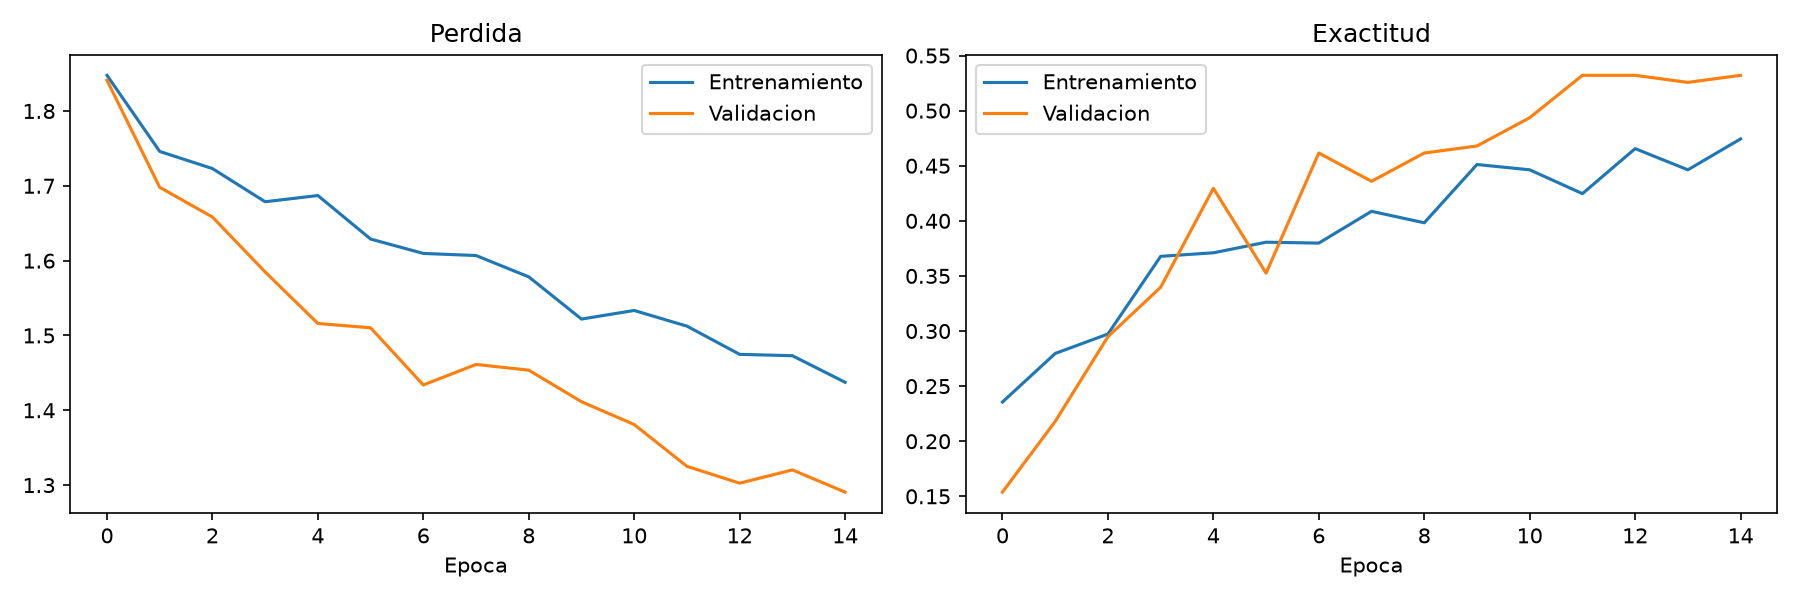 Perdida
Entrenamiento
Validacion
1.8
1.7
1.6
1.5
1.4
1.3
0 2 4 6 8 10 12 14
Epoca
Exactitud
Entrenamiento
Validacion
0.55
0.50
0.45
0.40
0.35
0.30
0.25
0.20
0.15
0 2 4 6 8 10 12 14
Epoca